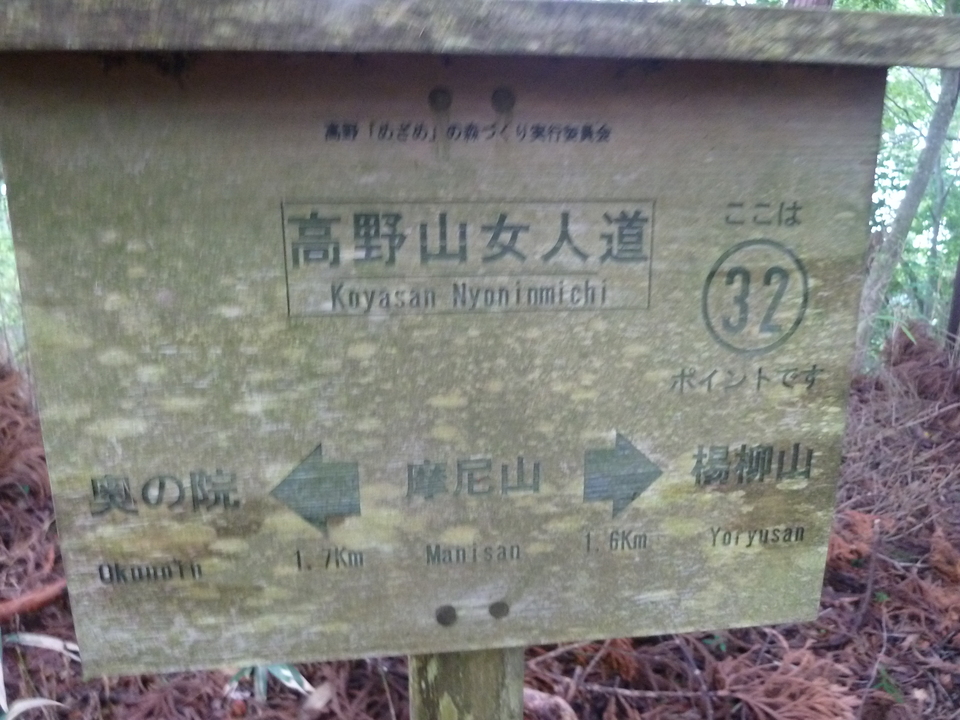 高野「めざめ」の森づくり実行委員会
高野山女人道
Koyasan Nyoninmichi
ここは
32
ポイントです
奥の院 摩尼山 楊柳山
Okunoin 1.7Km Manisan 1.6Km Yoryusan